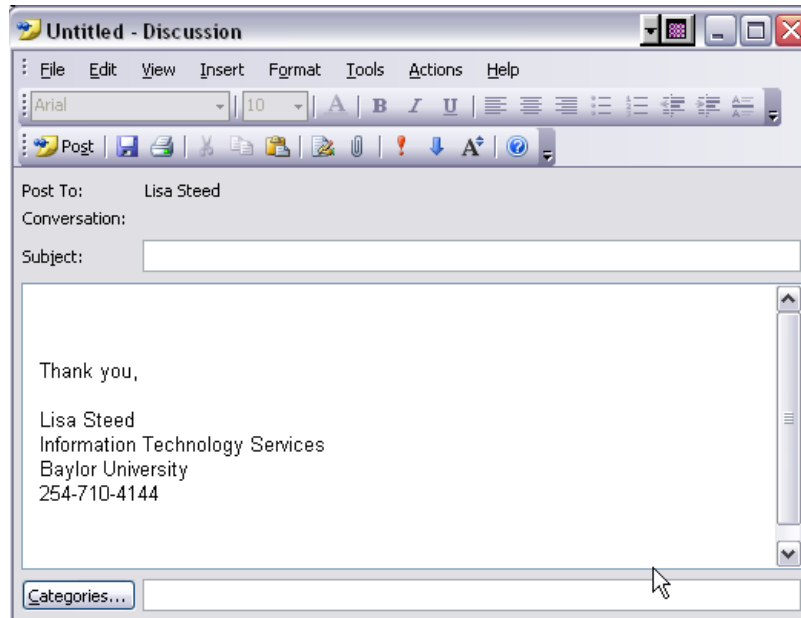 Untitled - Discussion
File Edit View Insert Format Tools Actions Help
Arial 10 A B I U
Post A
Post To: Lisa Steed
Conversation:
Subject:
Thank you,
Lisa Steed
Information Technology Services
Baylor University
254-710-4144
Categories...